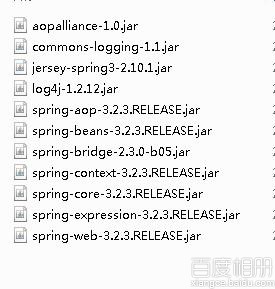 aopalliance-1.0.jar
commons-logging-1.1.jar
jersey-spring3-2.10.1.jar
log4j-1.2.12.jar
spring-aop-3.2.3.RELEASE.jar
spring-beans-3.2.3.RELEASE.jar
spring-bridge-2.3.0-b05.jar
spring-context-3.2.3.RELEASE.jar
spring-core-3.2.3.RELEASE.jar
spring-expression-3.2.3.RELEASE.jar
spring-web-3.2.3.RELEASE.jar
百度相册
xiangce.baidu.com